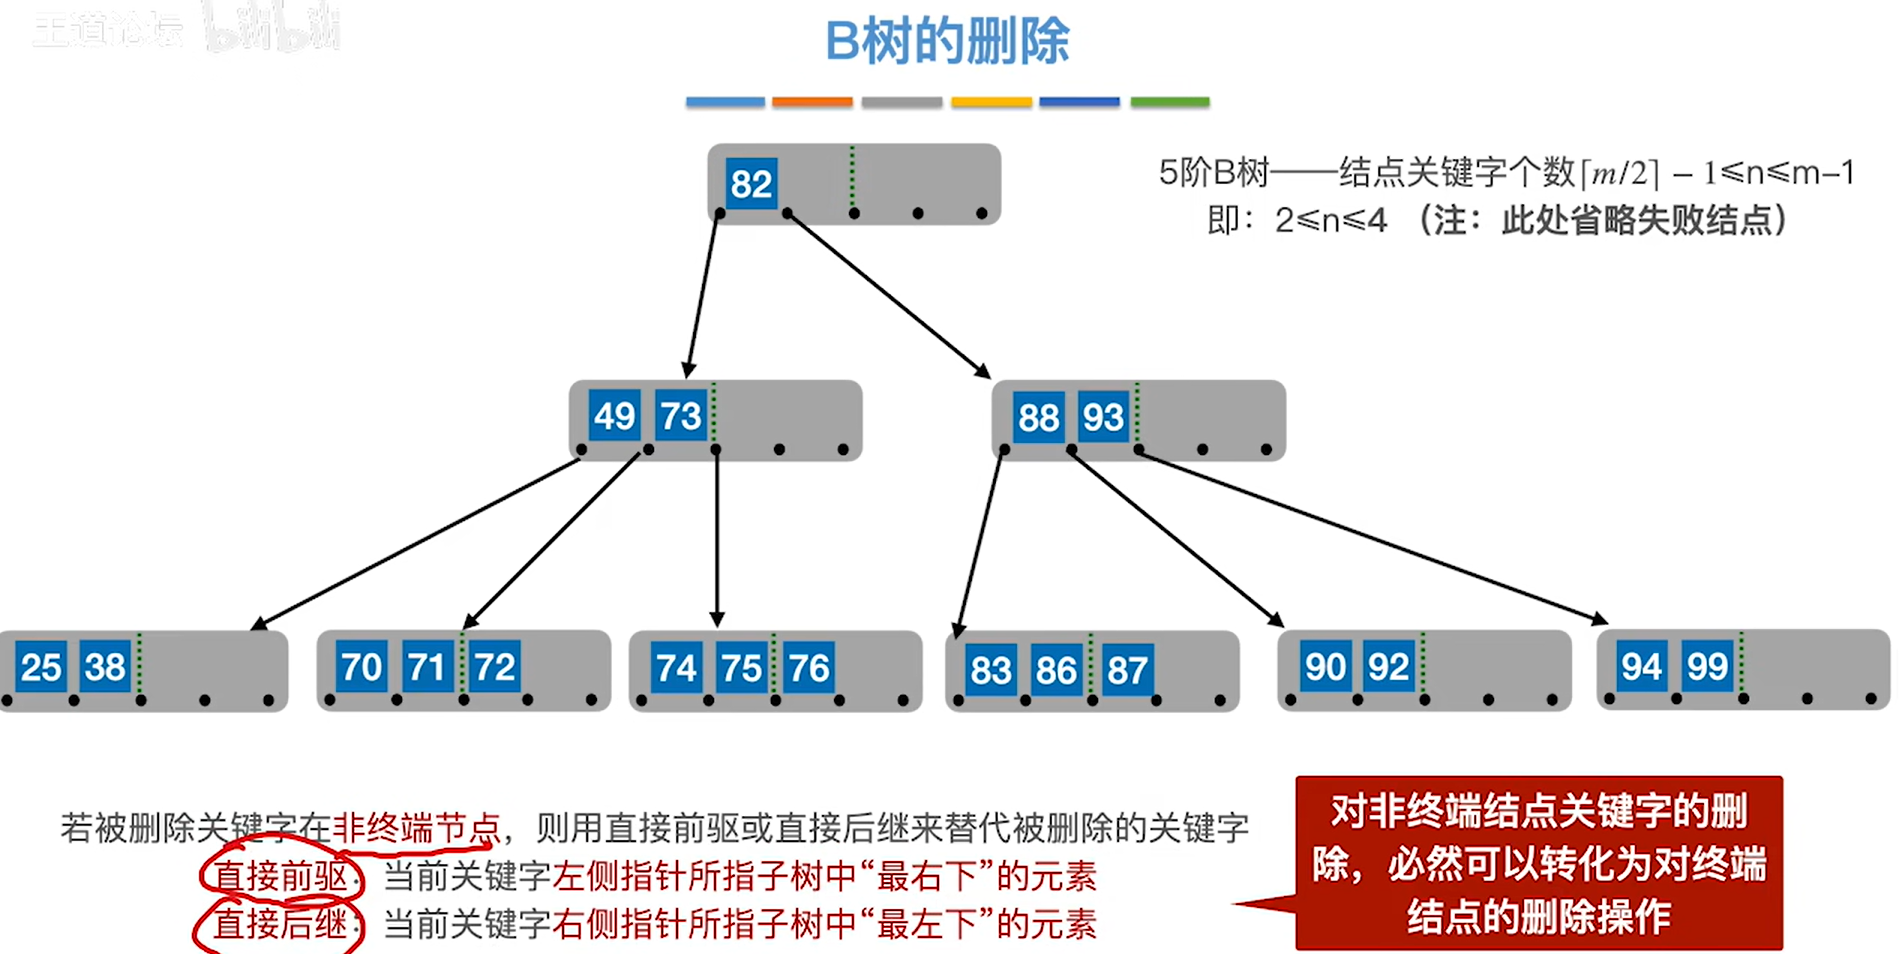 王道论坛 bilibili
B树的删除
82
5阶B树——结点关键字个数⌈m/2⌉ – 1≤n≤m–1
即：2≤n≤4 （注：此处省略失败结点）
49 73
88 93
25 38
70 71 72
74 75 76
83 86 87
90 92
94 99
若被删除关键字在非终端节点，则用直接前驱或直接后继来替代被删除的关键字
直接前驱：当前关键字左侧指针所指子树中“最右下”的元素
直接后继：当前关键字右侧指针所指子树中“最左下”的元素
对非终端结点关键字的删
除，必然可以转化为对终端
结点的删除操作